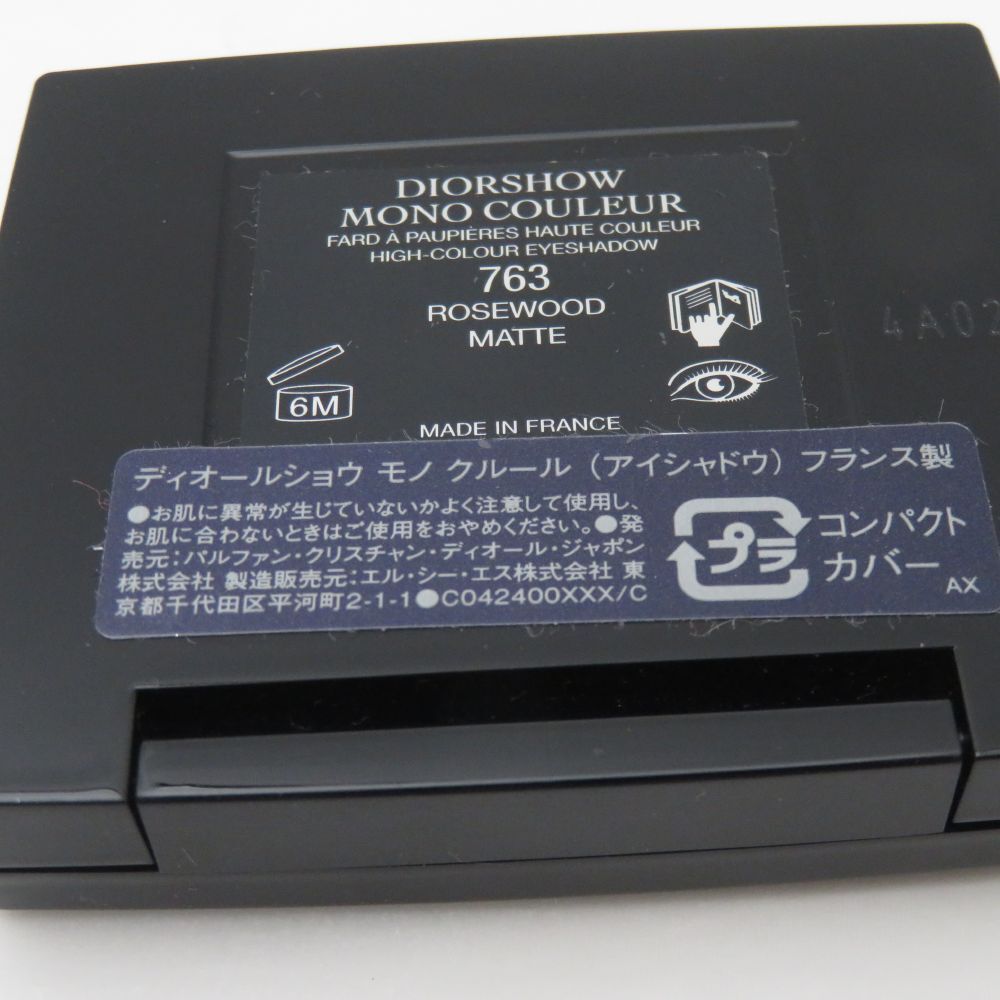 DIORSHOW
MONO COULEUR
FARD À PAUPIÈRES HAUTE COULEUR
HIGH-COLOUR EYESHADOW
763
ROSEWOOD
MATTE
4A02
6M
MADE IN FRANCE
ディオールショウ モノ クルール (アイシャドウ) フランス製
●お肌に異常が生じていないかよく注意して使用し、
お肌に合わないときはご使用をおやめください。●発
売元:パルファン・クリスチャン・ディオール・ジャポン
株式会社 製造販売元:エル・シー・エス株式会社 東
京都千代田区平河町2-1-1●C042400XXX/C
プラ
コンパクト
カバー
AX